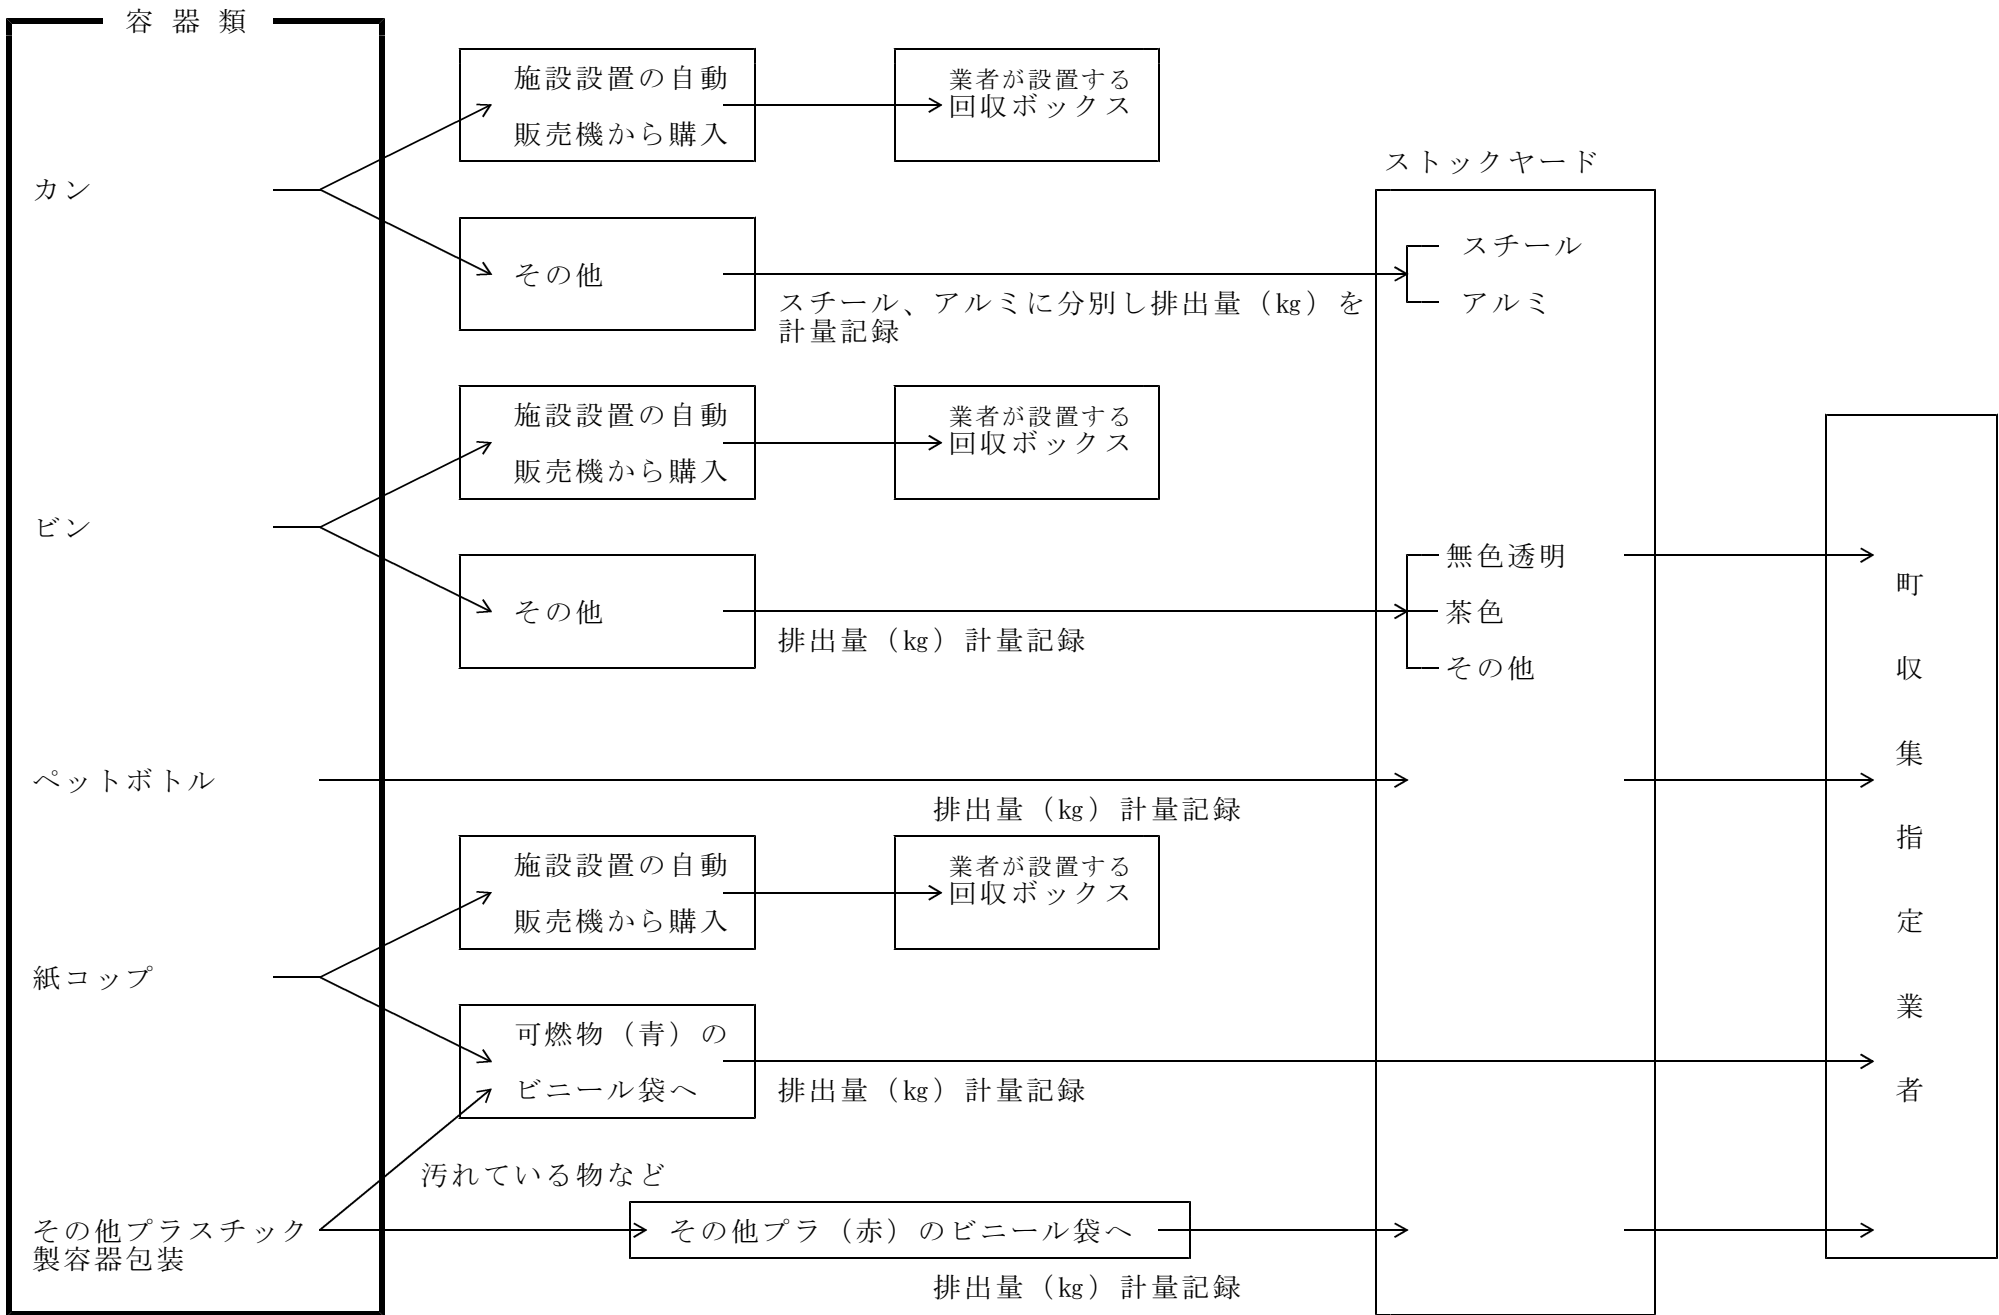 容 器 類
カン
施設設置の自動
販売機から購入
業者が設置する
回収ボックス
その他
スチール、アルミに分別し排出量（㎏）を
計量記録
ストックヤード
スチール
アルミ
ビン
施設設置の自動
販売機から購入
業者が設置する
回収ボックス
その他
排出量（㎏）計量記録
無色透明
茶色
その他
ペットボトル
排出量（㎏）計量記録
紙コップ
施設設置の自動
販売機から購入
業者が設置する
回収ボックス
可燃物（青）の
ビニール袋へ
排出量（㎏）計量記録
汚れている物など
その他プラスチック
製容器包装
その他プラ（赤）のビニール袋へ
排出量（㎏）計量記録
町収集指定業者